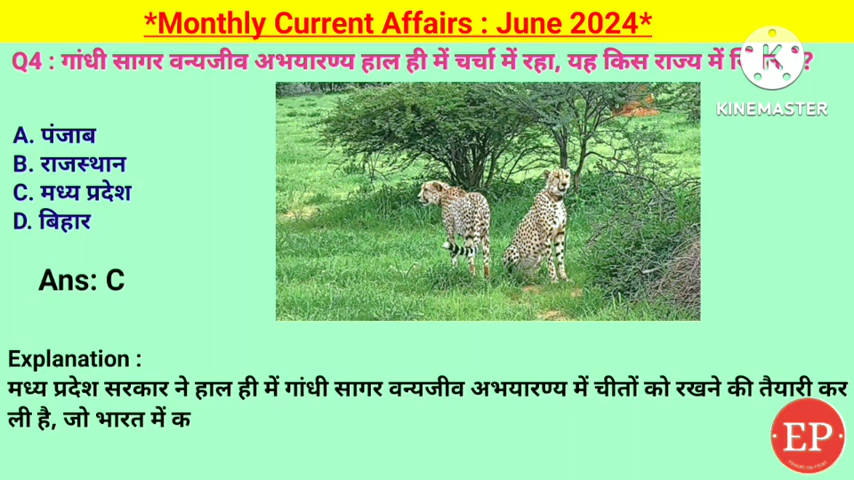 *Monthly Current Affairs : June 2024*
Q4 : गांधी सागर वन्यजीव अभयारण्य हाल ही में चर्चा में रहा, यह किस राज्य में ?
KINEMASTER
A. पंजाब
B. राजस्थान
C. मध्य प्रदेश
D. बिहार
Ans: C
Explanation :
मध्य प्रदेश सरकार ने हाल ही में गांधी सागर वन्यजीव अभयारण्य में चीतों को रखने की तैयारी कर
ली है, जो भारत में क
EP